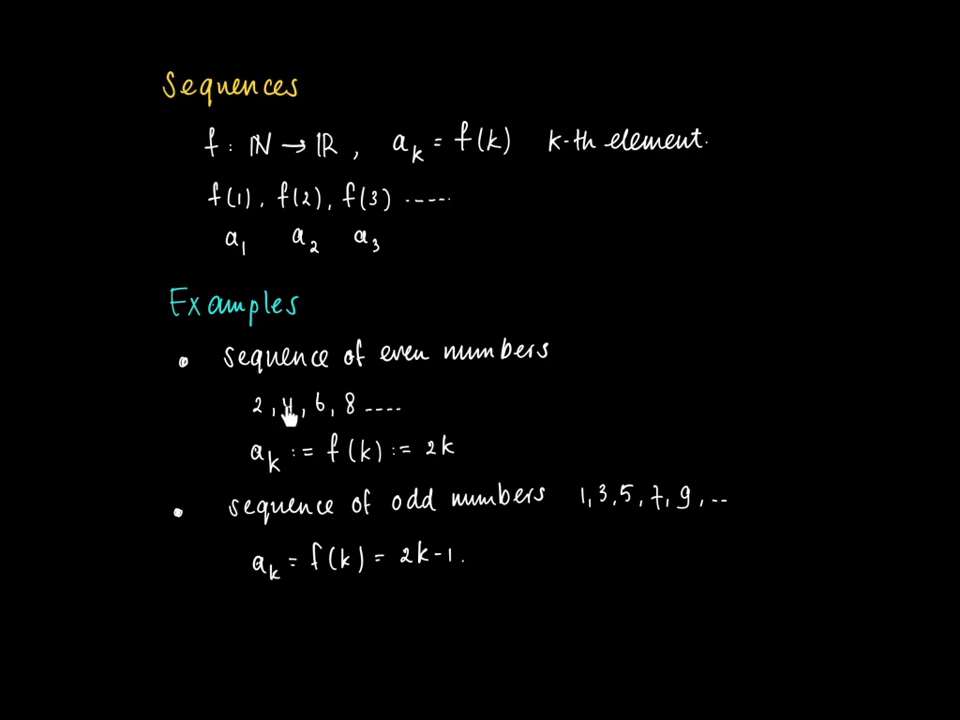 Sequences
f : ℕ → ℝ , a_k = f(k) k-th element.
f(1), f(2), f(3) .....
a_1 a_2 a_3
Examples
• sequence of even numbers
2, 4, 6, 8 ....
a_k := f(k) := 2k
• sequence of odd numbers 1, 3, 5, 7, 9, ..
a_k = f(k) = 2k-1.